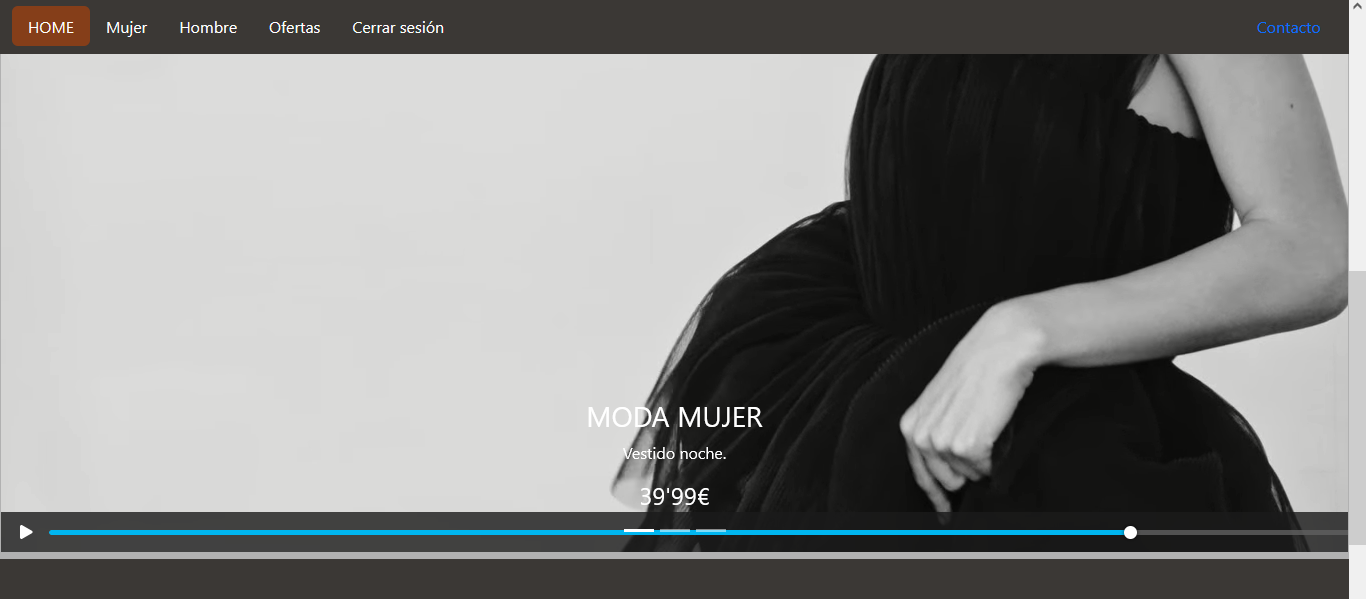 HOME Mujer Hombre Ofertas Cerrar sesión Contacto
MODA MUJER
Vestido noche.
39'99€